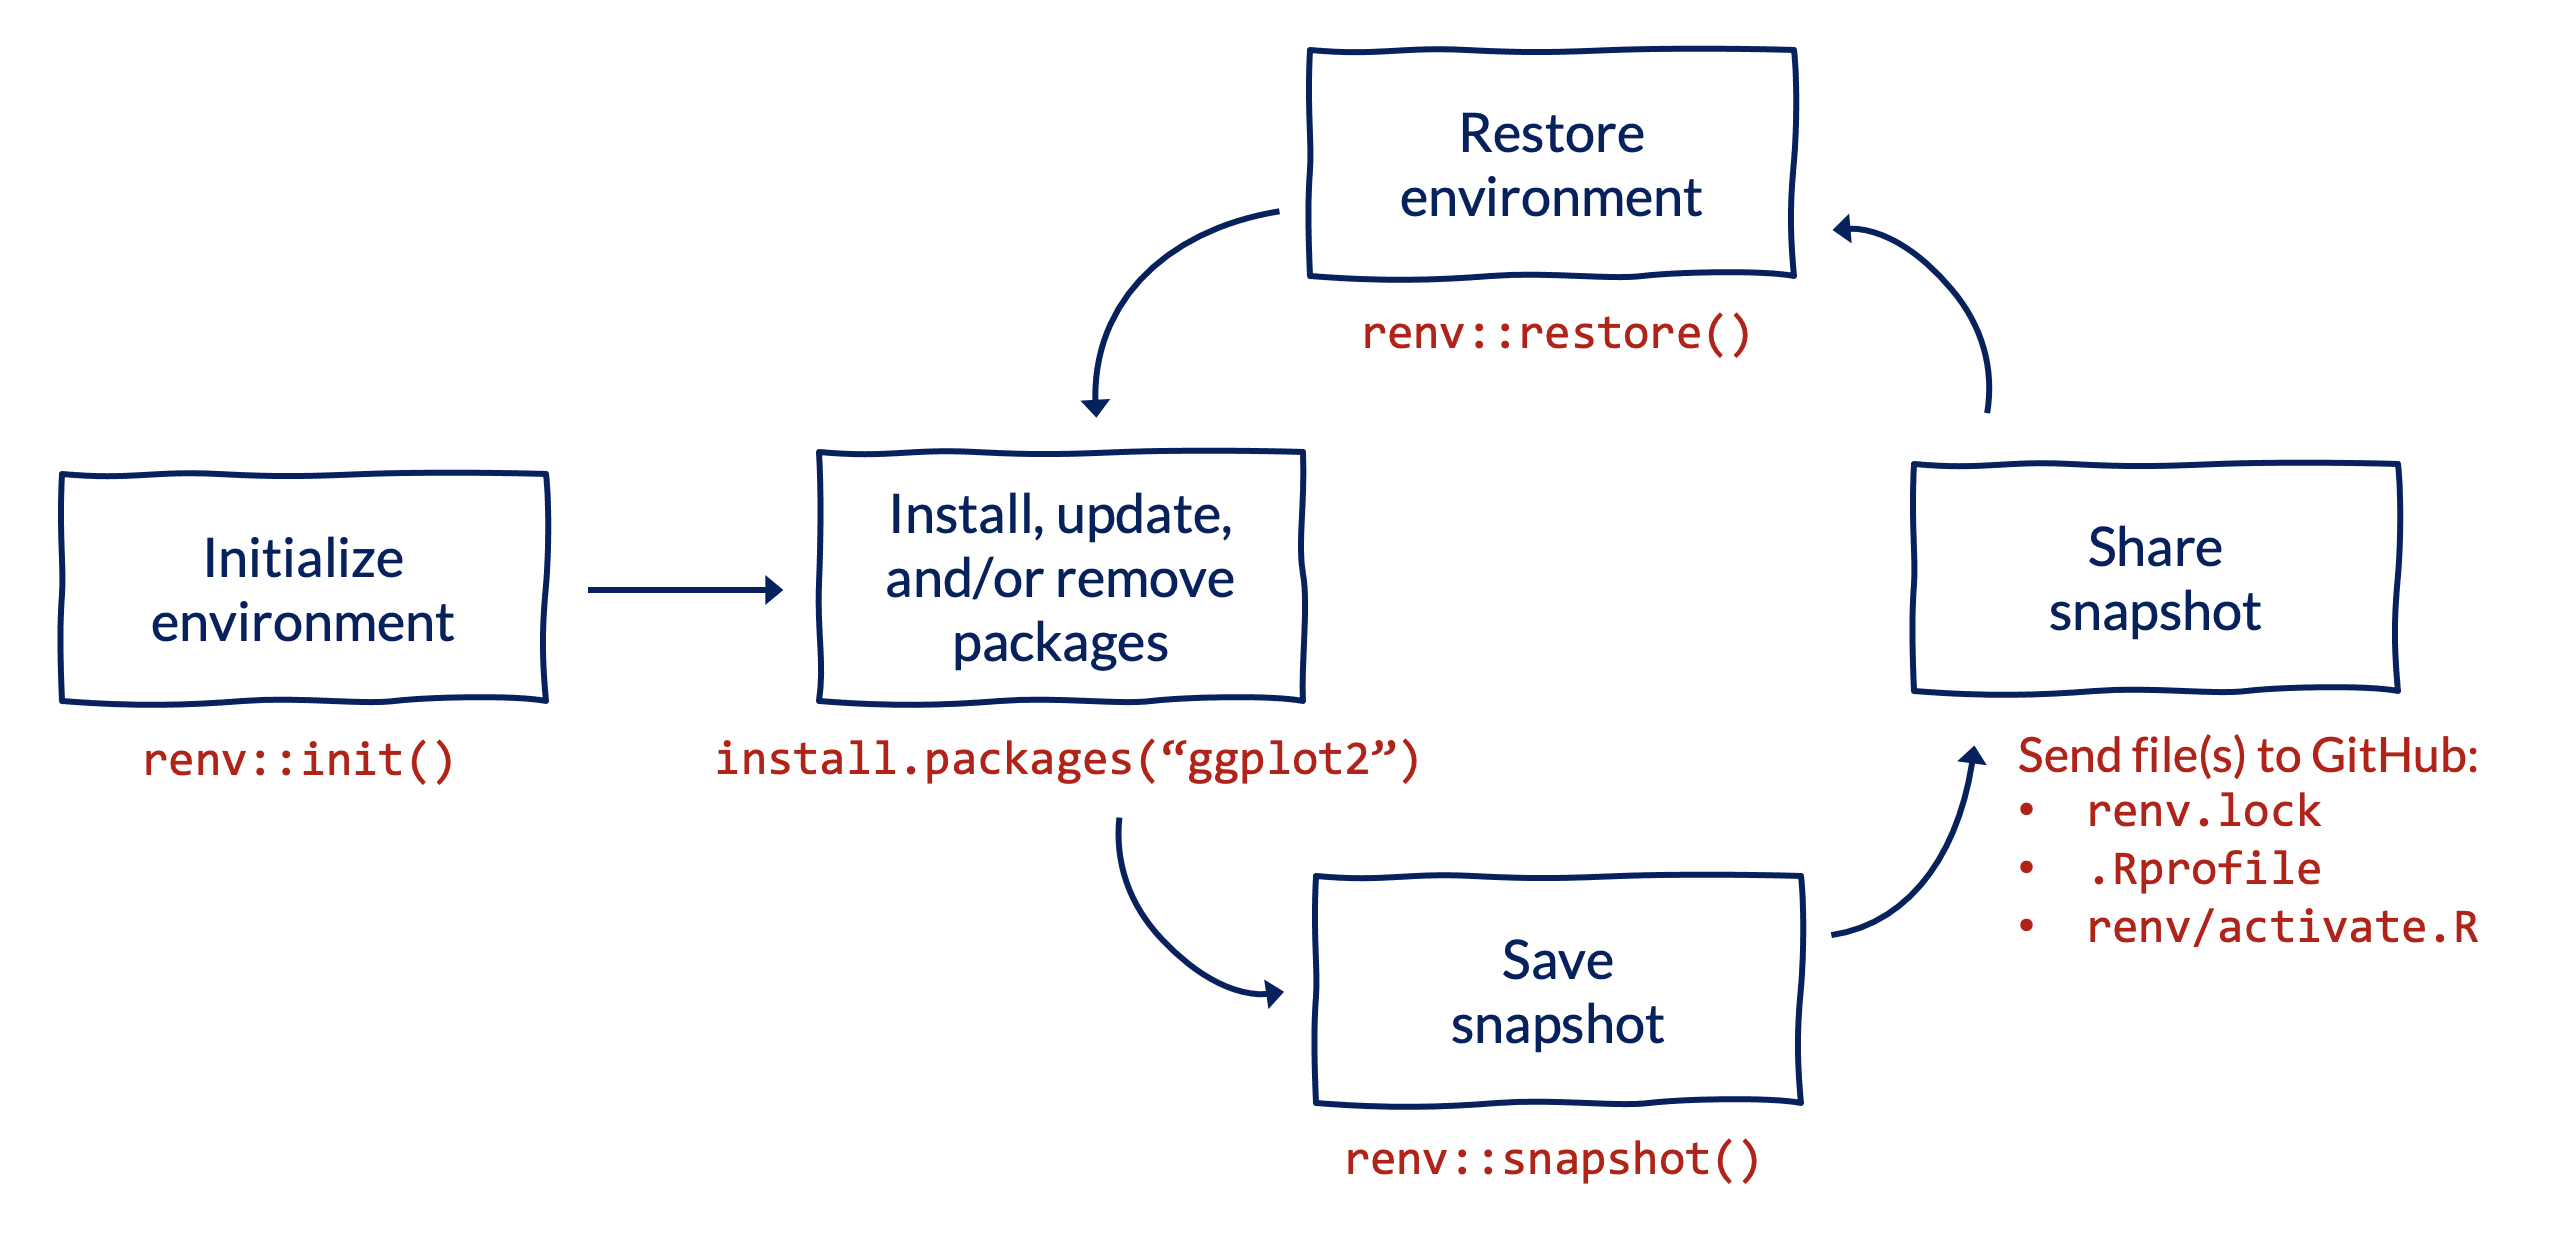 Restore
environment
renv::restore()
Initialize
environment
renv::init()
Install, update,
and/or remove
packages
install.packages(“ggplot2”)
Share
snapshot
Send file(s) to GitHub:
• renv.lock
• .Rprofile
• renv/activate.R
Save
snapshot
renv::snapshot()